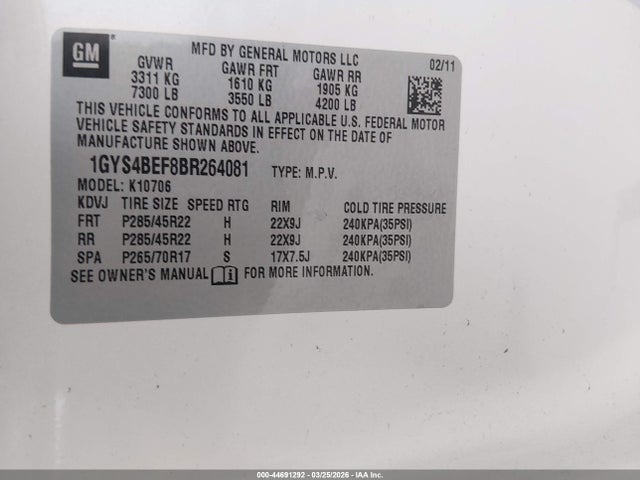 GM
MFD BY GENERAL MOTORS LLC
02/11
GVWR GAWR FRT GAWR RR
3311 KG 1610 KG 1905 KG
7300 LB 3550 LB 4200 LB
THIS VEHICLE CONFORMS TO ALL APPLICABLE U.S. FEDERAL MOTOR
VEHICLE SAFETY STANDARDS IN EFFECT ON THE DATE OF
MANUFACTURE SHOWN ABOVE.
1GYS4BEF8BR264081 TYPE: M.P.V.
MODEL: K10706
KDVJ TIRE SIZE SPEED RTG RIM COLD TIRE PRESSURE
FRT P285/45R22 H 22X9J 240KPA(35PSI)
RR P285/45R22 H 22X9J 240KPA(35PSI)
SPA P265/70R17 S 17X7.5J 240KPA(35PSI)
SEE OWNER'S MANUAL FOR MORE INFORMATION.
000-44691292 - 03/25/2026 - IAA Inc.